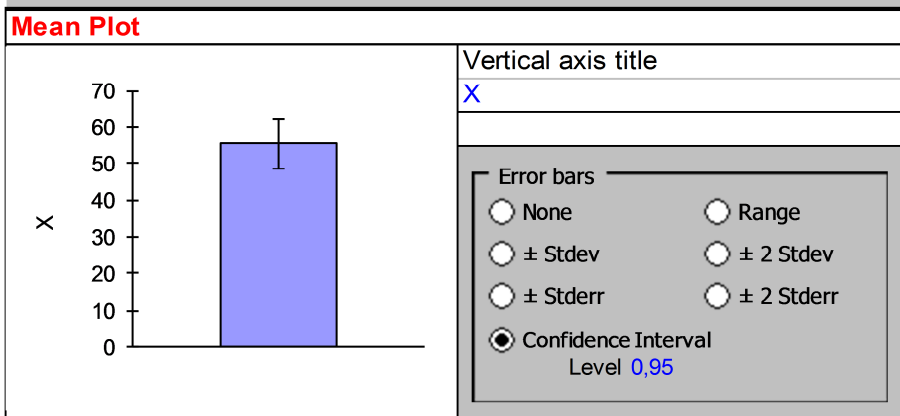 Mean Plot
Vertical axis title
X
70
60
50
40
30
20
10
0
X
Error bars
None
Range
± Stdev
± 2 Stdev
± Stderr
± 2 Stderr
Confidence Interval
Level 0,95